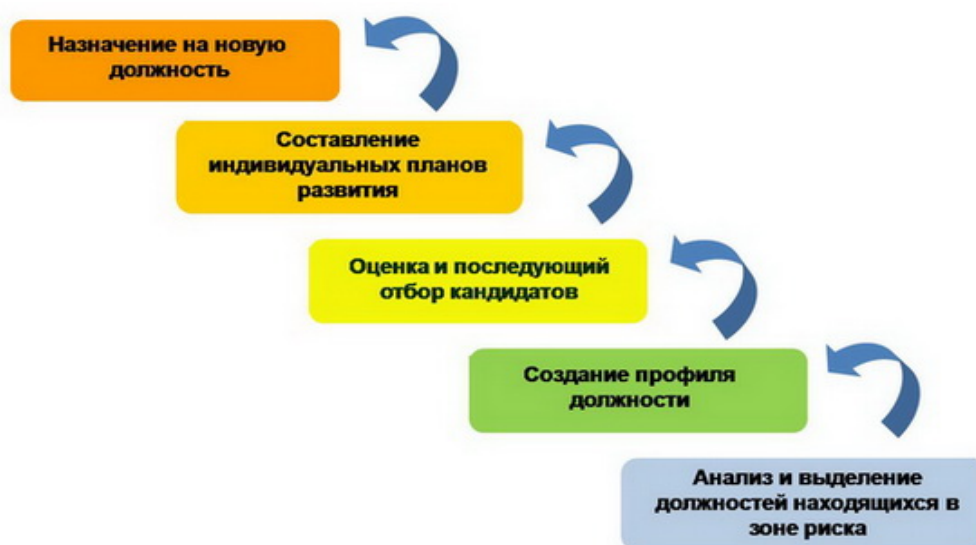 Назначение на новую
должность
Составление
индивидуальных планов
развития
Оценка и последующий
отбор кандидатов
Создание профиля
должности
Анализ и выделение
должностей находящихся в
зоне риска